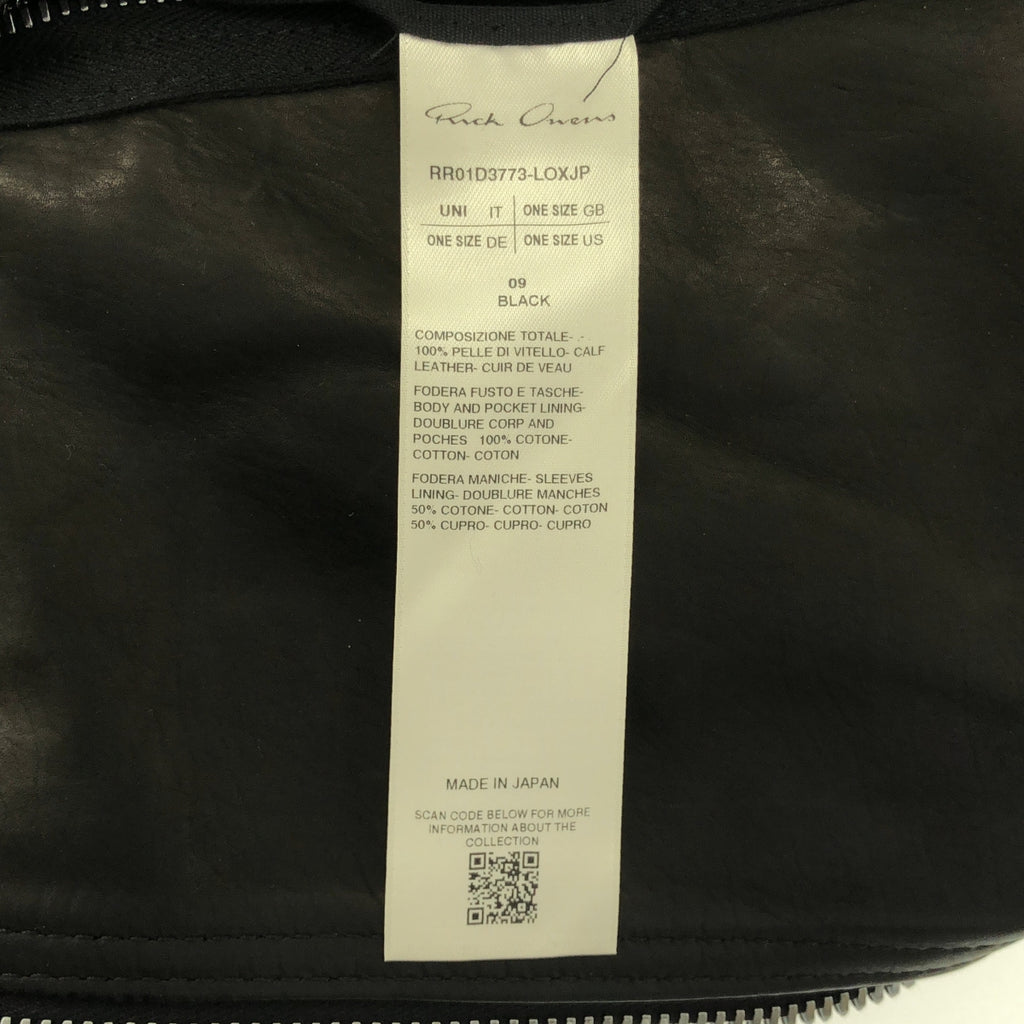 Rick Owens
RR01D3773-LOXJP
UNI IT ONE SIZE GB
ONE SIZE DE ONE SIZE US
09
BLACK
COMPOSIZIONE TOTALE- .-
100% PELLE DI VITELLO- CALF
LEATHER- CUIR DE VEAU
FODERA FUSTO E TASCHE-
BODY AND POCKET LINING-
DOUBLURE CORP AND
POCHES 100% COTONE-
COTTON- COTON
FODERA MANICHE- SLEEVES
LINING- DOUBLURE MANCHES
50% COTONE- COTTON- COTON
50% CUPRO- CUPRO- CUPRO
MADE IN JAPAN
SCAN CODE BELOW FOR MORE
INFORMATION ABOUT THE
COLLECTION